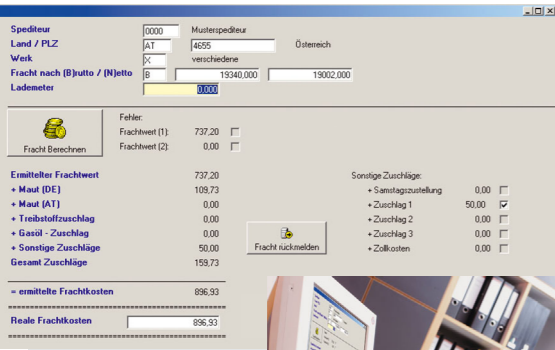 Spediteur 0000 Musterspediteur
Land / PLZ AT 4655 Österreich
Werk X verschiedene
Fracht nach (B)rutto / (N)etto B 19340,000 19002,000
Lademeter 0,000
Fehler:
Fracht Berechnen
Frachtwert (1): 737,20
Frachtwert (2): 0,00
Ermittelter Frachtwert 737,20
Sonstige Zuschläge:
+ Maut (DE) 109,73
+ Samstagszustellung 0,00
+ Maut (AT) 0,00
+ Zuschlag 1 50,00
+ Treibstoffzuschlag 0,00
+ Zuschlag 2 0,00
+ Gasöl - Zuschlag 0,00
+ Zuschlag 3 0,00
+ Sonstige Zuschläge 50,00
Fracht rückmelden
+ Zollkosten 0,00
Gesamt Zuschläge 159,73
= ermittelte Frachtkosten 896,93
Reale Frachtkosten 896,93